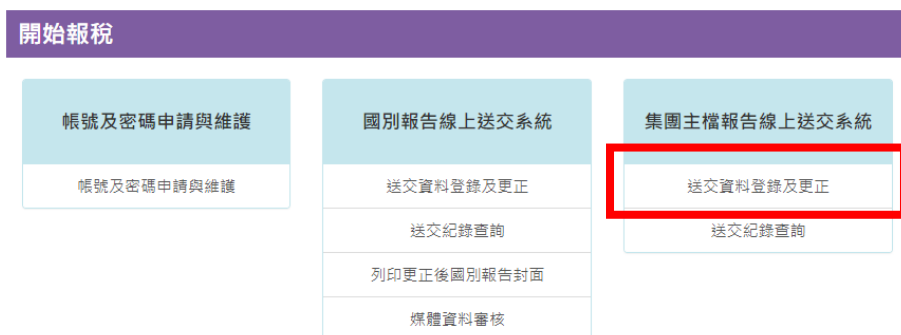 開始報稅
帳號及密碼申請與維護
帳號及密碼申請與維護
國別報告線上送交系統
送交資料登錄及更正
送交紀錄查詢
列印更正後國別報告封面
媒體資料審核
集團主檔報告線上送交系統
送交資料登錄及更正
送交紀錄查詢